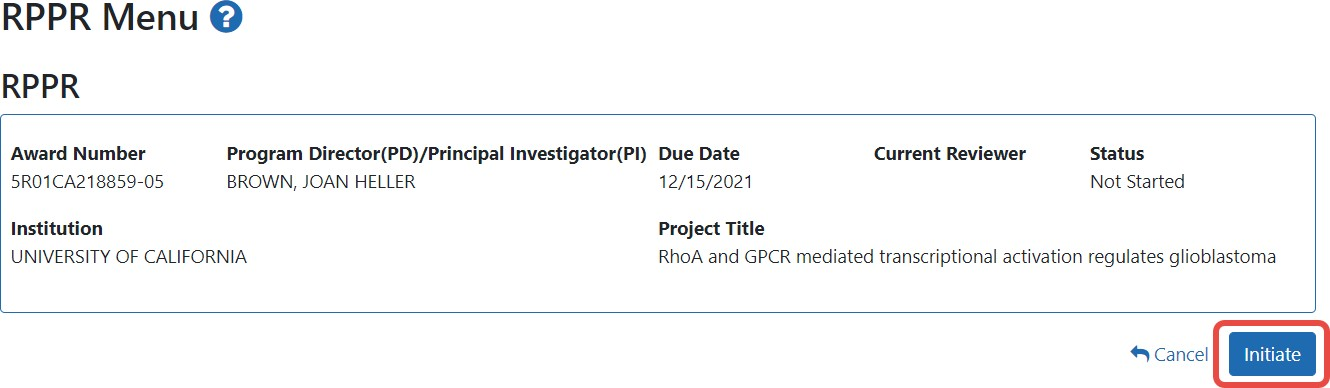 RPPR Menu ?
RPPR
Award Number Program Director(PD)/Principal Investigator(PI) Due Date Current Reviewer Status
5R01CA218859-05 BROWN, JOAN HELLER 12/15/2021 Not Started
Institution Project Title
UNIVERSITY OF CALIFORNIA RhoA and GPCR mediated transcriptional activation regulates glioblastoma
Cancel Initiate